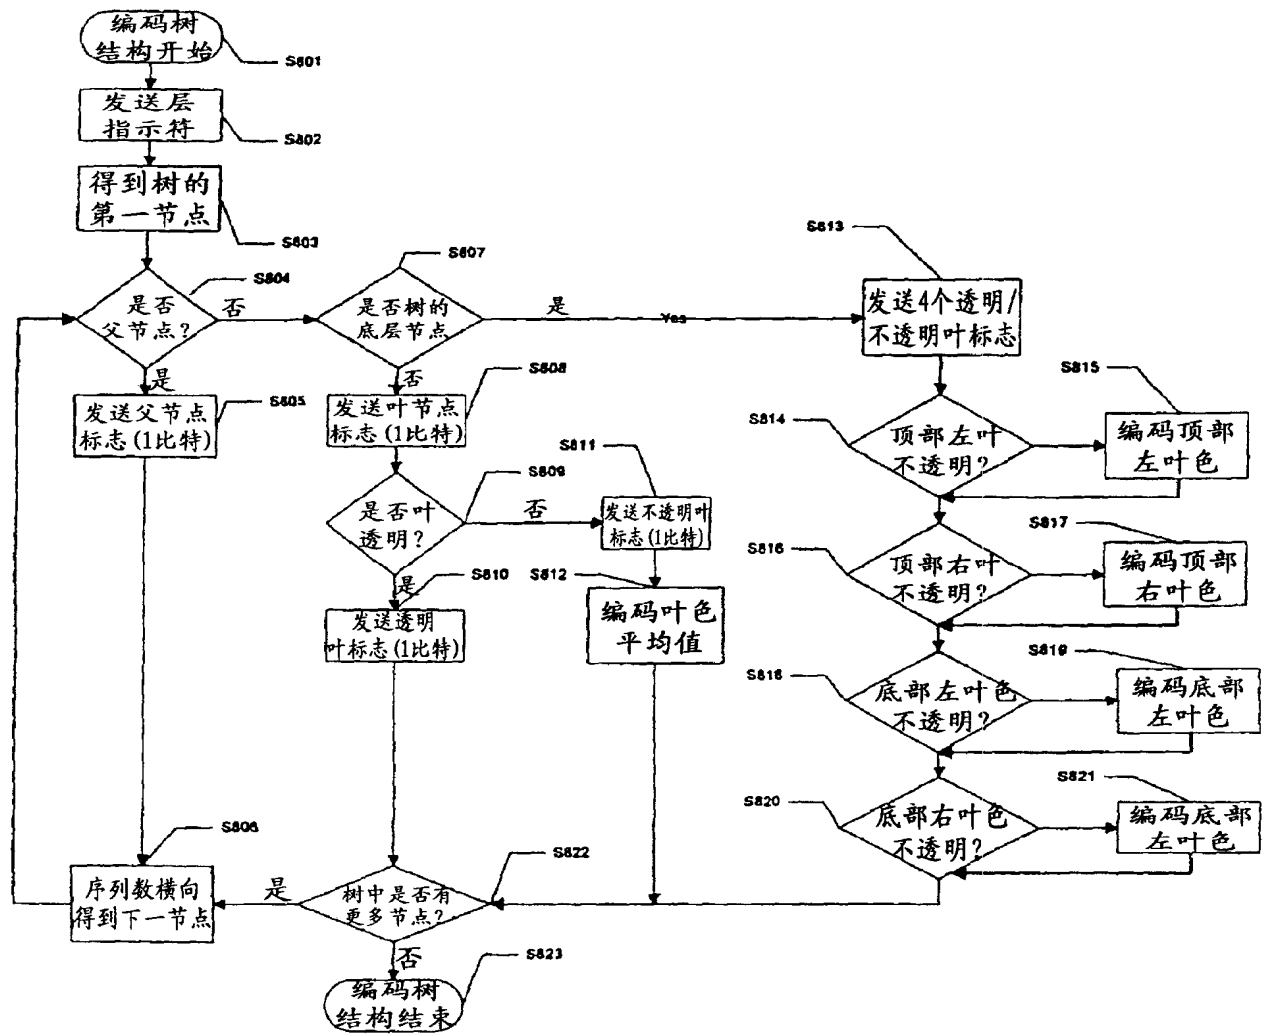 编码树
结构开始
S801
发送层
指示符
S802
得到树的
第一节点
S803
是否
父节点?
S804
否
是
发送父节点
标志(1比特)
S805
序列数横向
得到下一节点
S806
是否树的
底层节点
S807
是
Yes
否
发送叶节点
标志(1比特)
S808
是否叶
透明?
S809
否
是
发送透明
叶标志(1比特)
S810
发送不透明叶
标志(1比特)
S811
编码叶色
平均值
S812
发送4个透明/
不透明叶标志
S813
顶部左叶
不透明?
S814
编码顶部
左叶色
S815
顶部右叶
不透明?
S816
编码顶部
右叶色
S817
底部左叶色
不透明?
S818
编码底部
左叶色
S819
底部右叶色
不透明?
S820
编码底部
左叶色
S821
树中是否有
更多节点?
S822
是
否
编码树
结构结束
S823